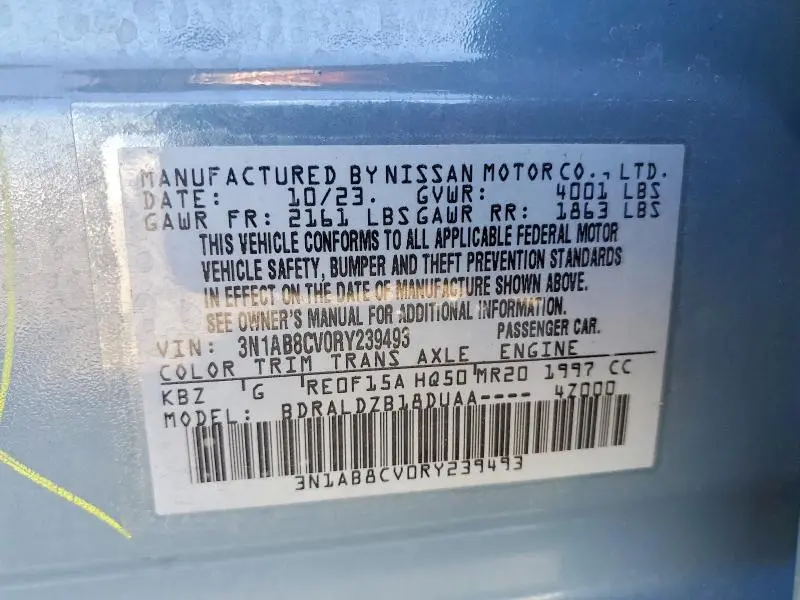 MANUFACTURED BY NISSAN MOTOR CO., LTD.
DATE: 10/23. GVWR: 4001 LBS
GAWR FR: 2161 LBS GAWR RR: 1863 LBS
THIS VEHICLE CONFORMS TO ALL APPLICABLE FEDERAL MOTOR
VEHICLE SAFETY, BUMPER AND THEFT PREVENTION STANDARDS
IN EFFECT ON THE DATE OF MANUFACTURE SHOWN ABOVE.
SEE OWNER'S MANUAL FOR ADDITIONAL INFORMATION.
VIN: 3N1AB8CV0RY239493 PASSENGER CAR.
COLOR TRIM TRANS AXLE ENGINE
KBZ G RE0F15A HQ50 MR20 1997 CC
MODEL: BDRALDZB18DUAA---- 4Z000
3N1AB8CV0RY239493